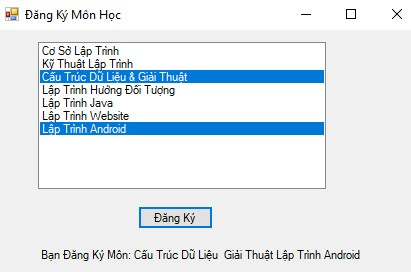 Đăng Ký Môn Học
Cơ Sở Lập Trình
Kỹ Thuật Lập Trình
Cấu Trúc Dữ Liệu & Giải Thuật
Lập Trình Hướng Đối Tượng
Lập Trình Java
Lập Trình Website
Lập Trình Android
Đăng Ký
Bạn Đăng Ký Môn: Cấu Trúc Dữ Liệu  Giải Thuật Lập Trình Android